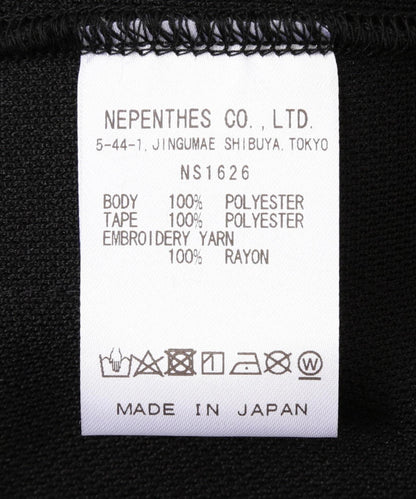 NEPENTHES CO., LTD.
5-44-1, JINGUMAE SHIBUYA, TOKYO
NS1626
BODY 100% POLYESTER
TAPE 100% POLYESTER
EMBROIDERY YARN
100% RAYON
W
MADE IN JAPAN